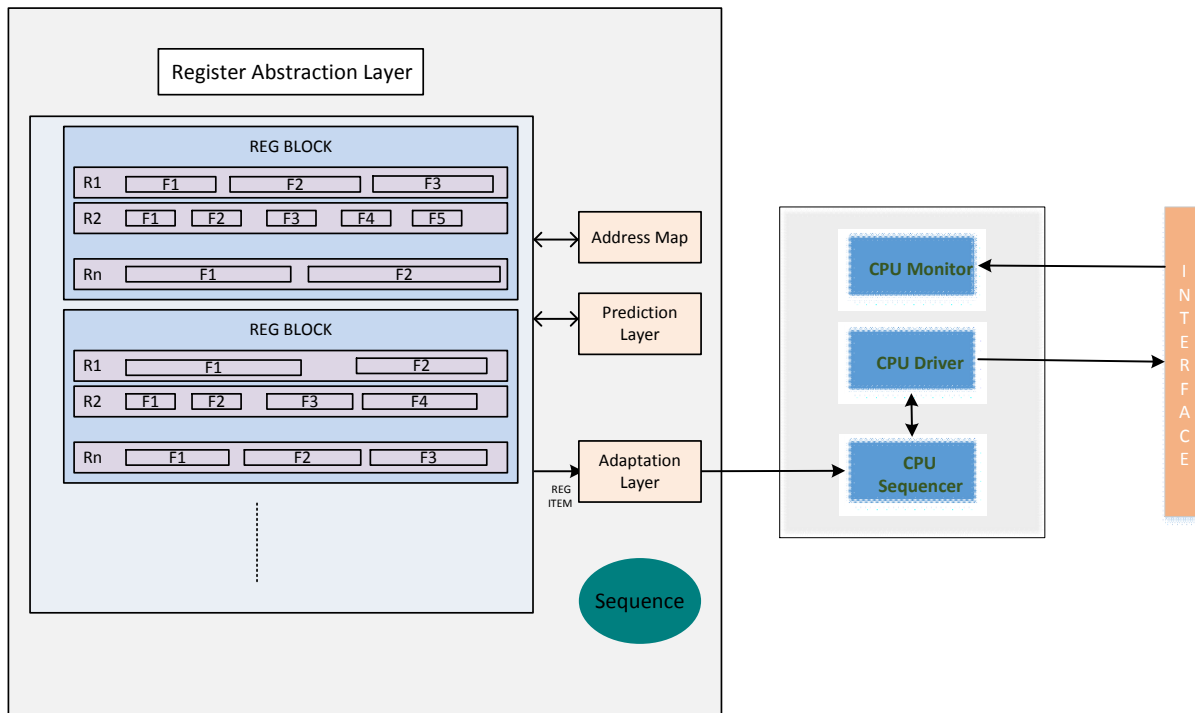 Register Abstraction Layer
REG BLOCK
R1 F1 F2 F3
R2 F1 F2 F3 F4 F5
Rn F1 F2
REG BLOCK
R1 F1 F2
R2 F1 F2 F3 F4
Rn F1 F2 F3
Address Map
Prediction
Layer
Adaptation
Layer
REG
ITEM
Sequence
CPU Monitor
CPU Driver
CPU
Sequencer
INTERFACE